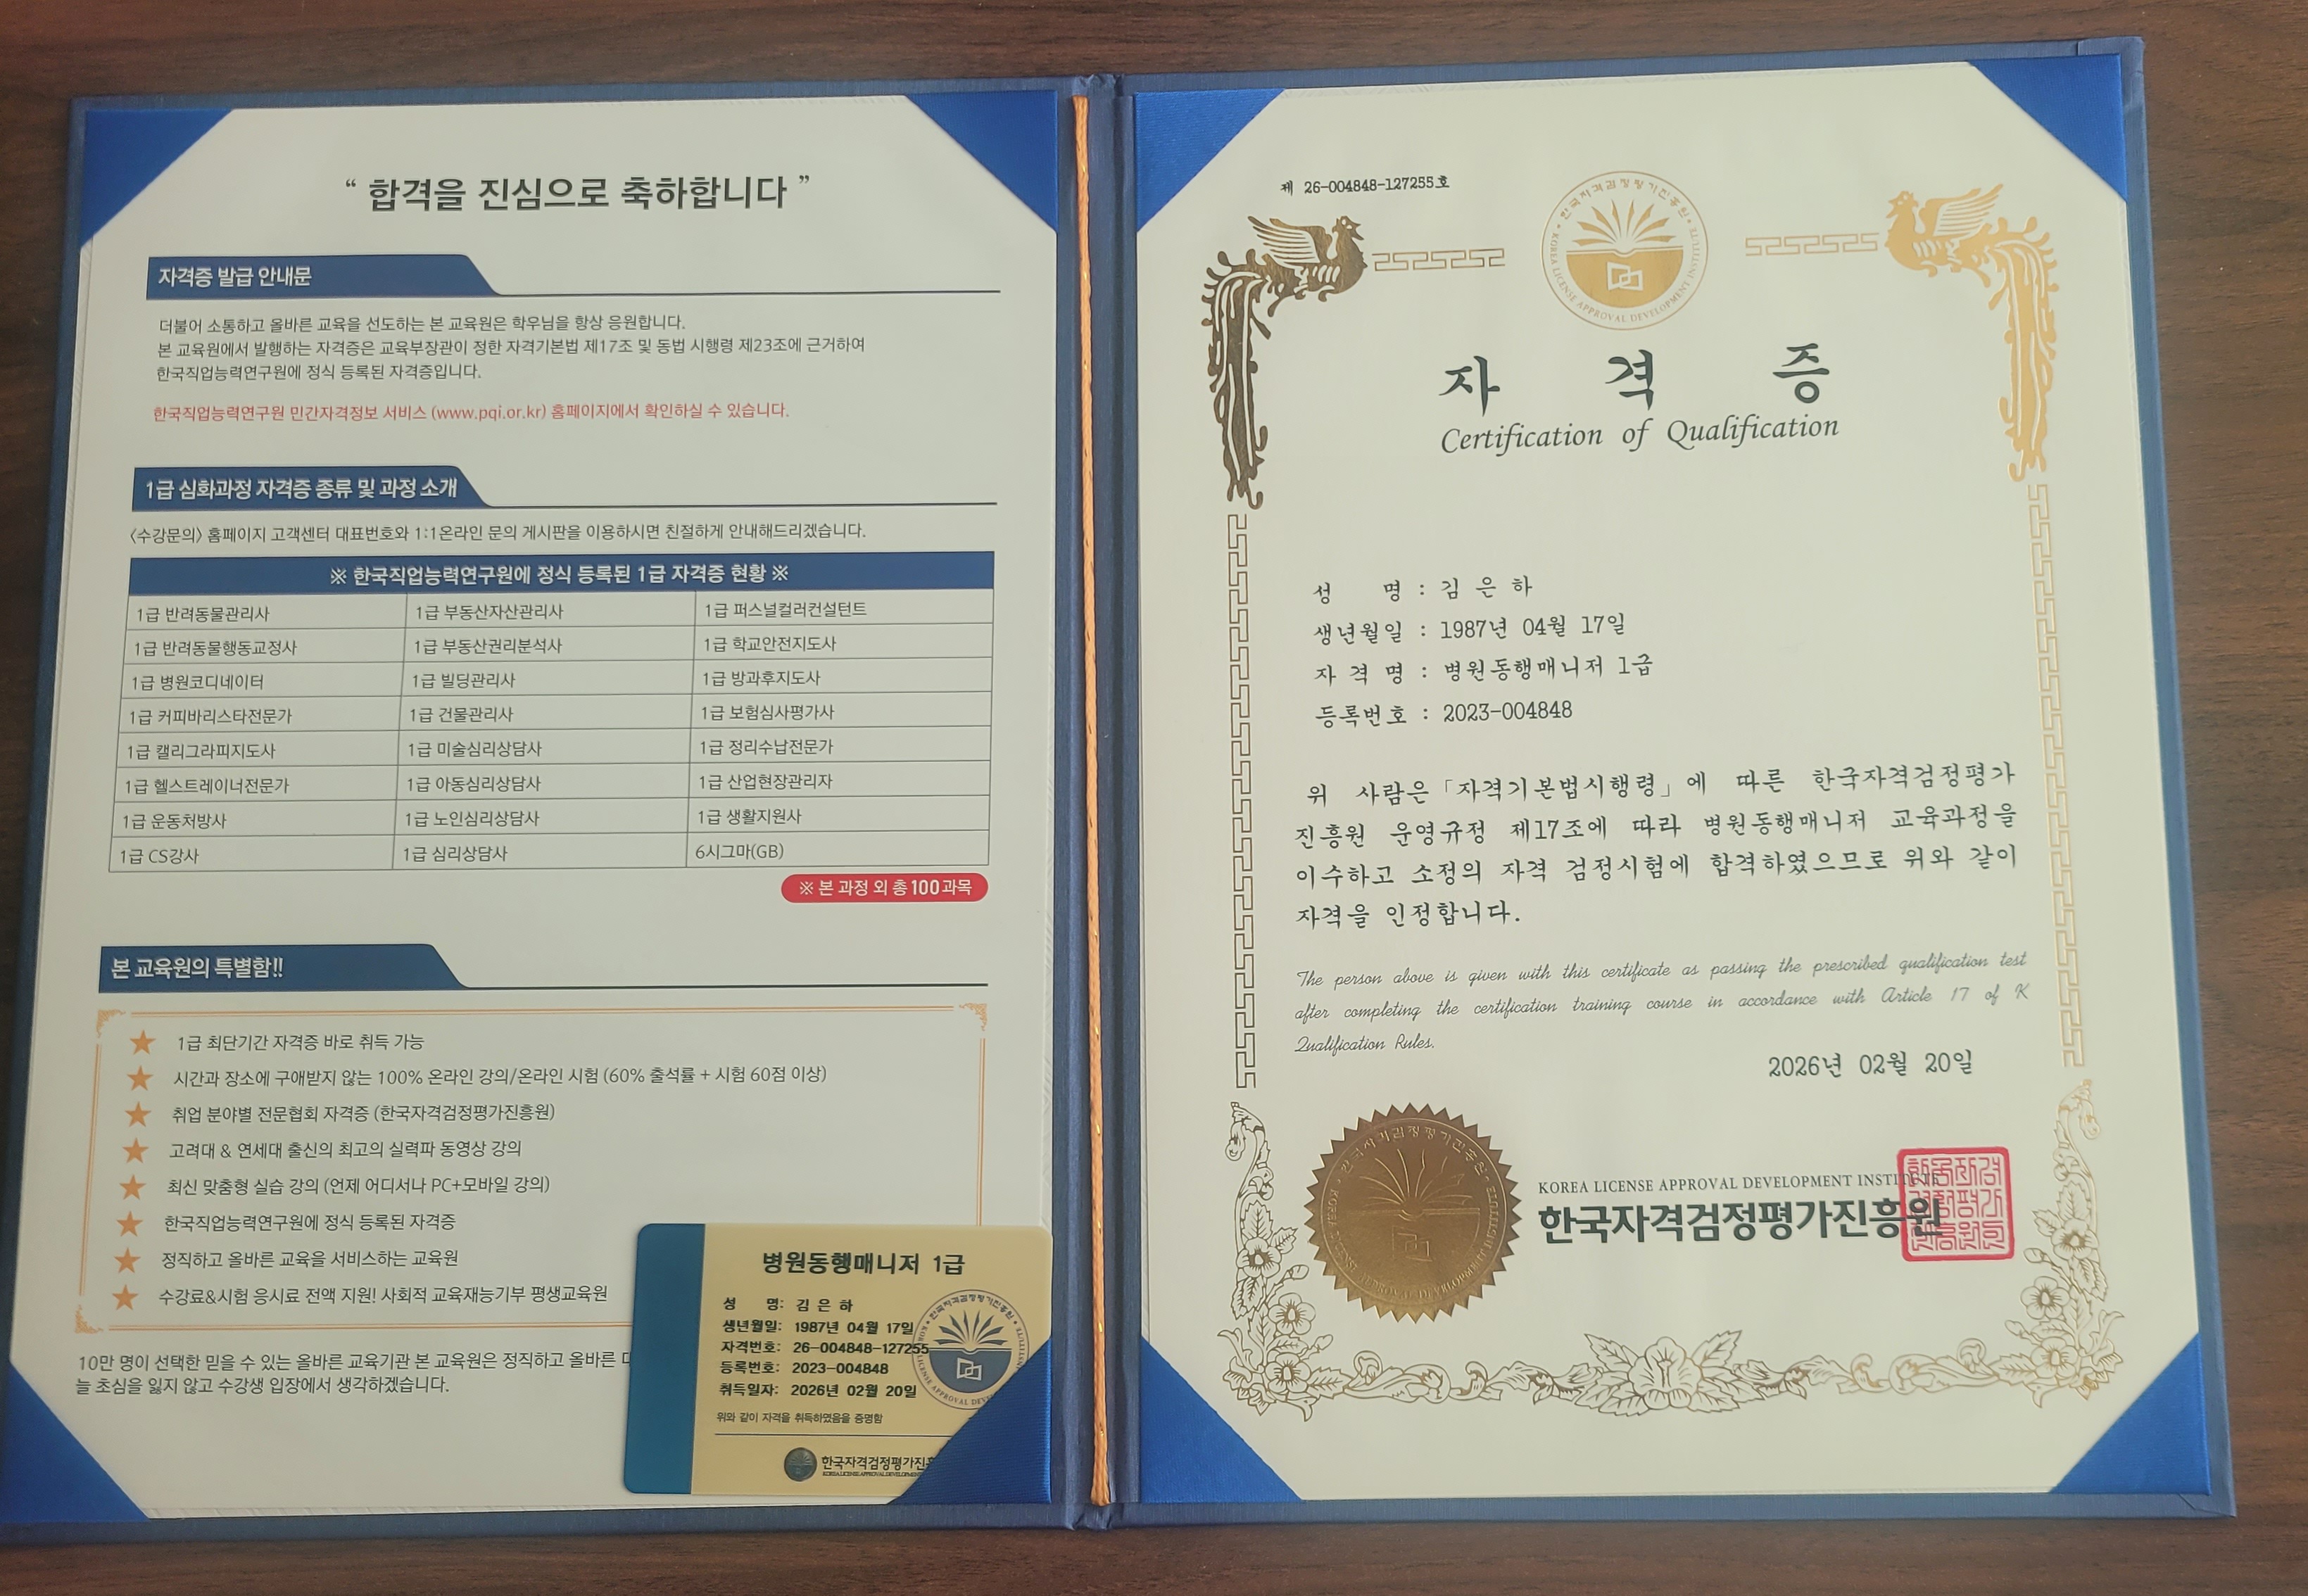 “ 합격을 진심으로 축하합니다 ”
자격증 발급 안내문
더불어 소통하고 올바른 교육을 선도하는 본 교육원은 학우님을 항상 응원합니다.
본 교육원에서 발행하는 자격증은 교육부장관이 정한 자격기본법 제17조 및 동법 시행령 제23조에 근거하여
한국직업능력연구원에 정식 등록된 자격증입니다.
한국직업능력연구원 민간자격정보 서비스 (www.pqi.or.kr) 홈페이지에서 확인하실 수 있습니다.
1급 심화과정 자격증 종류 및 과정 소개
〈수강문의〉 홈페이지 고객센터 대표번호와 1:1온라인 문의 게시판을 이용하시면 친절하게 안내해드리겠습니다.
※ 한국직업능력연구원에 정식 등록된 1급 자격증 현황 ※
1급 반려동물관리사 1급 부동산자산관리사 1급 퍼스널컬러컨설턴트
1급 반려동물행동교정사 1급 부동산권리분석사 1급 학교안전지도사
1급 병원코디네이터 1급 빌딩관리사 1급 방과후지도사
1급 커피바리스타전문가 1급 건물관리사 1급 보험심사평가사
1급 캘리그라피지도사 1급 미술심리상담사 1급 정리수납전문가
1급 헬스트레이너전문가 1급 아동심리상담사 1급 산업현장관리자
1급 운동처방사 1급 노인심리상담사 1급 생활지원사
1급 CS강사 1급 심리상담사 6시그마(GB)
※ 본 과정 외 총 100과목
본 교육원의 특별함!!
★ 1급 최단기간 자격증 바로 취득 가능
★ 시간과 장소에 구애받지 않는 100% 온라인 강의/온라인 시험 (60% 출석률 + 시험 60점 이상)
★ 취업 분야별 전문협회 자격증 (한국자격검정평가진흥원)
★ 고려대 & 연세대 출신의 최고의 실력파 동영상 강의
★ 최신 맞춤형 실습 강의 (언제 어디서나 PC+모바일 강의)
★ 한국직업능력연구원에 정식 등록된 자격증
★ 정직하고 올바른 교육을 서비스하는 교육원
★ 수강료&시험 응시료 전액 지원! 사회적 교육재능기부 평생교육원
10만 명이 선택한 믿을 수 있는 올바른 교육기관 본 교육원은 정직하고 올바른
늘 초심을 잃지 않고 수강생 입장에서 생각하겠습니다.
병원동행매니저 1급
성 명: 김 은 하
생년월일: 1987년 04월 17일
자격번호: 26-004848-127255
등록번호: 2023-004848
취득일자: 2026년 02월 20일
위와 같이 자격을 취득하였음을 증명함
한국자격검정평가진
KOREA LICENSE APPROVAL DEVELOPMENT
제 26-004848-127255호
한국자격검정평가진흥원
KOREA LICENSE APPROVAL DEVELOPMENT INSTITUTE
자 격 증
Certification of Qualification
성 명 : 김 은 하
생년월일 : 1987년 04월 17일
자 격 명 : 병원동행매니저 1급
등록번호 : 2023-004848
위 사람은「자격기본법시행령」에 따른 한국자격검정평가
진흥원 운영규정 제17조에 따라 병원동행매니저 교육과정을
이수하고 소정의 자격 검정시험에 합격하였으므로 위와 같이
자격을 인정합니다.
The person above is given with this certificate as passing the prescribed qualification test
after completing the certification training course in accordance with Article 17 of K
Qualification Rules.
2026년 02월 20일
KOREA LICENSE APPROVAL DEVELOPMENT INSTITUTE
한국자격검정평가진흥원